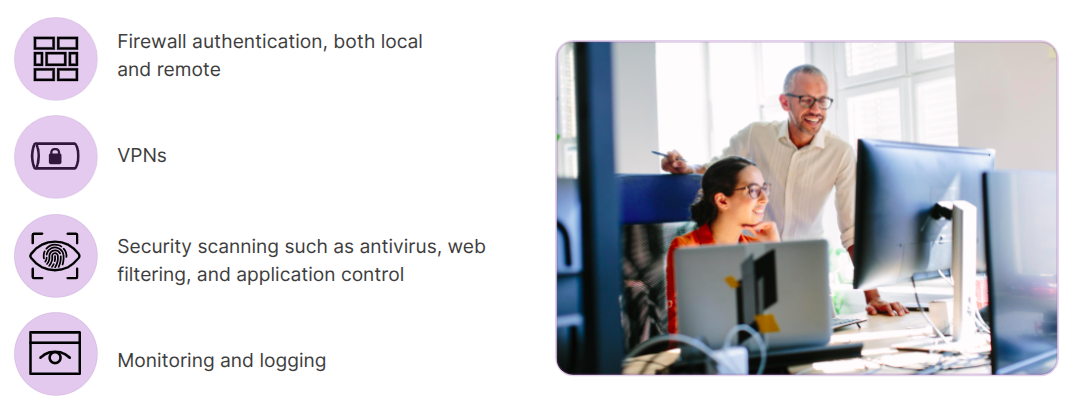 Firewall authentication, both local
and remote
VPNs
Security scanning such as antivirus, web
filtering, and application control
Monitoring and logging